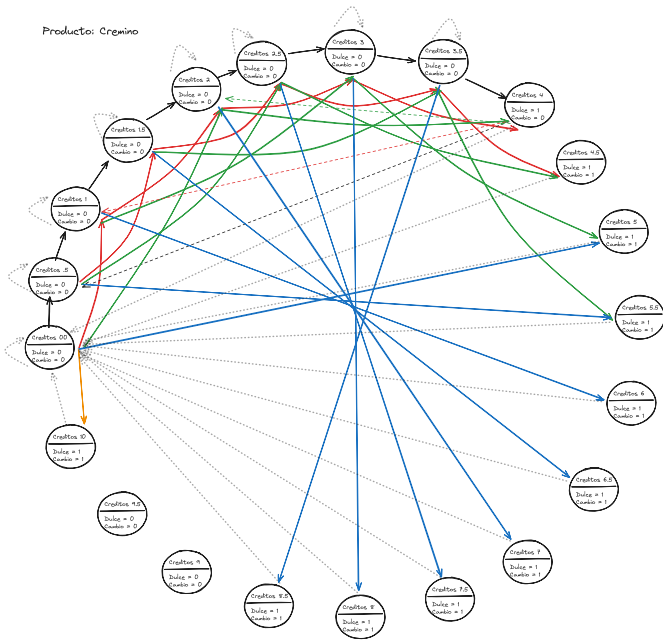 Producto: Cremino
Creditos 3
Dulce = 0
Cambio = 0
Creditos 2.5
Dulce = 0
Cambio = 0
Creditos 3.5
Dulce = 0
Cambio = 0
Creditos 2
Dulce = 0
Cambio = 0
Creditos 4
Dulce = 1
Cambio = 0
Creditos 1.5
Dulce = 0
Cambio = 0
Creditos 4.5
Dulce = 1
Cambio = 1
Creditos 1
Dulce = 0
Cambio = 0
Creditos 5
Dulce = 1
Cambio = 1
Creditos .5
Dulce = 0
Cambio = 0
Creditos 5.5
Dulce = 1
Cambio = 1
Creditos 00
Dulce = 0
Cambio = 0
Creditos 6
Dulce = 1
Cambio = 1
Creditos 10
Dulce = 1
Cambio = 1
Creditos 6.5
Dulce = 1
Cambio = 1
Creditos 9.5
Dulce = 0
Cambio = 0
Creditos 7
Dulce = 1
Cambio = 1
Creditos 9
Dulce = 0
Cambio = 0
Creditos 7.5
Dulce = 1
Cambio = 1
Creditos 8.5
Dulce = 1
Cambio = 1
Creditos 8
Dulce = 1
Cambio = 1